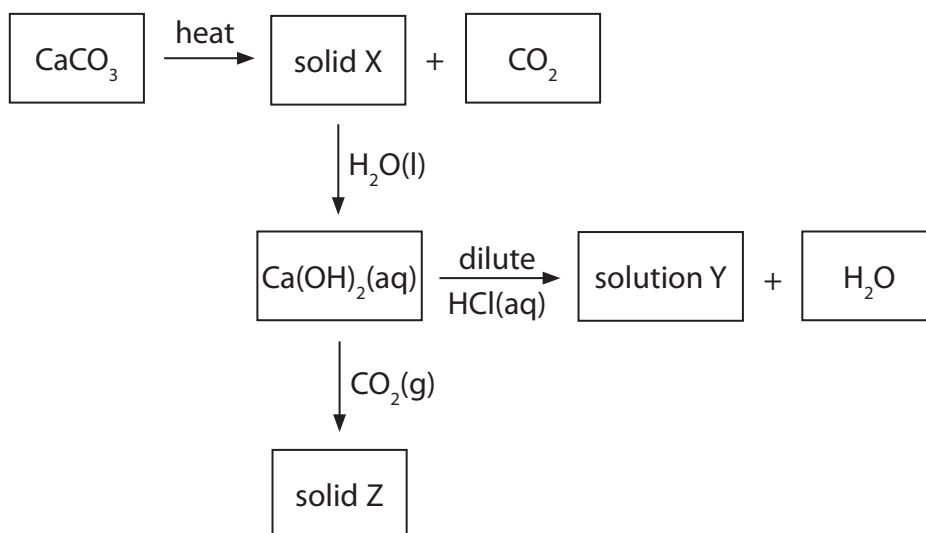 heat
CaCO₃ solid X + CO₂
H₂O(l)
Ca(OH)₂(aq) dilute HCl(aq) solution Y + H₂O
CO₂(g)
solid Z